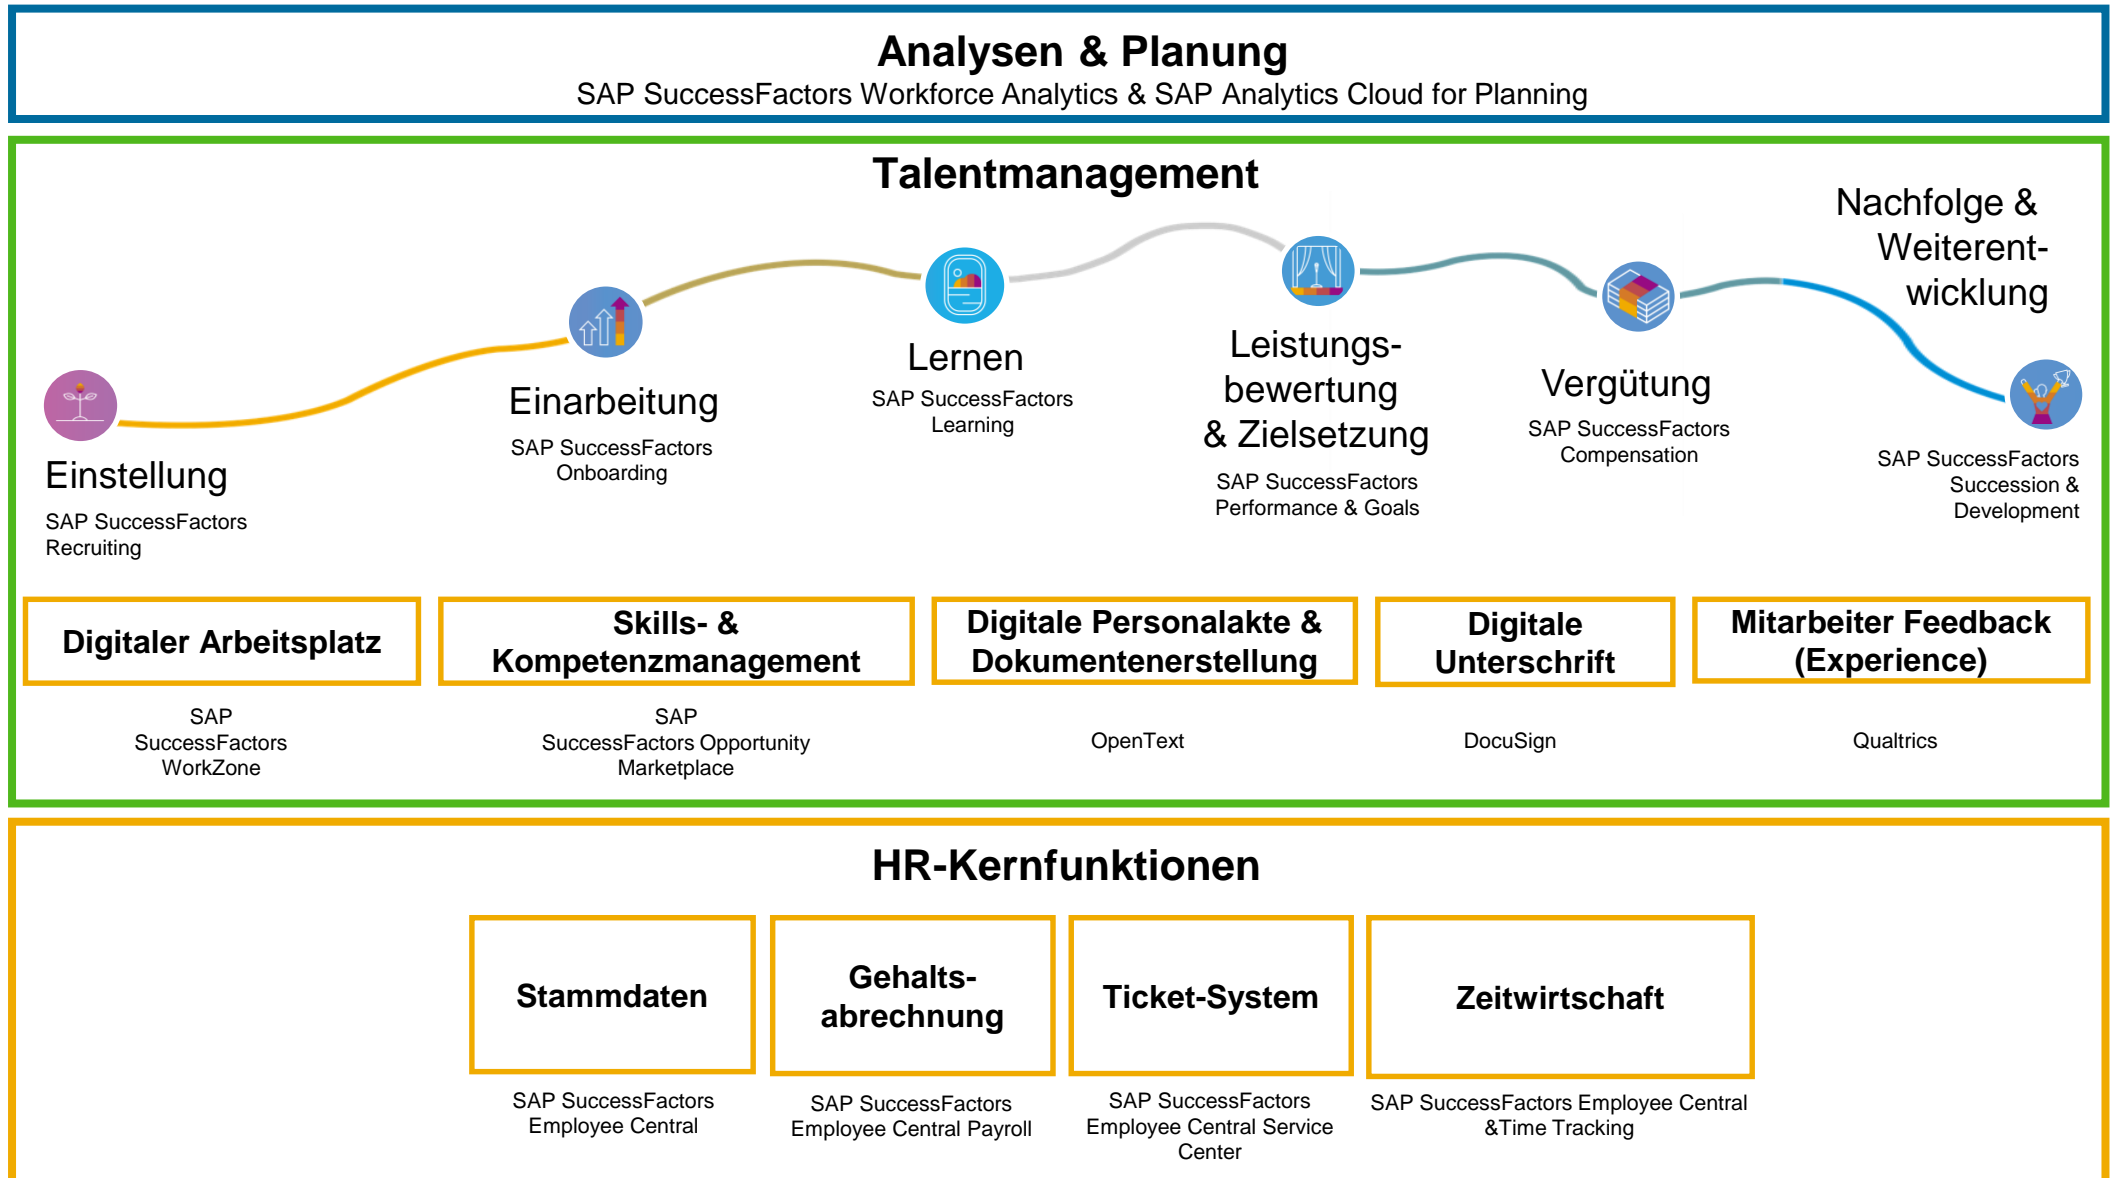 Analysen & Planung
SAP SuccessFactors Workforce Analytics & SAP Analytics Cloud for Planning
Talentmanagement
Einstellung
SAP SuccessFactors
Recruiting
Einarbeitung
SAP SuccessFactors
Onboarding
Lernen
SAP SuccessFactors
Learning
Leistungs-
bewertung
& Zielsetzung
SAP SuccessFactors
Performance & Goals
Vergütung
SAP SuccessFactors
Compensation
Nachfolge &
Weiterent-
wicklung
SAP SuccessFactors
Succession &
Development
Digitaler Arbeitsplatz
SAP
SuccessFactors
WorkZone
Skills- &
Kompetenzmanagement
SAP
SuccessFactors Opportunity
Marketplace
Digitale Personalakte &
Dokumentenerstellung
OpenText
Digitale
Unterschrift
DocuSign
Mitarbeiter Feedback
(Experience)
Qualtrics
HR-Kernfunktionen
Stammdaten
SAP SuccessFactors
Employee Central
Gehalts-
abrechnung
SAP SuccessFactors
Employee Central Payroll
Ticket-System
SAP SuccessFactors
Employee Central Service
Center
Zeitwirtschaft
SAP SuccessFactors Employee Central
&Time Tracking